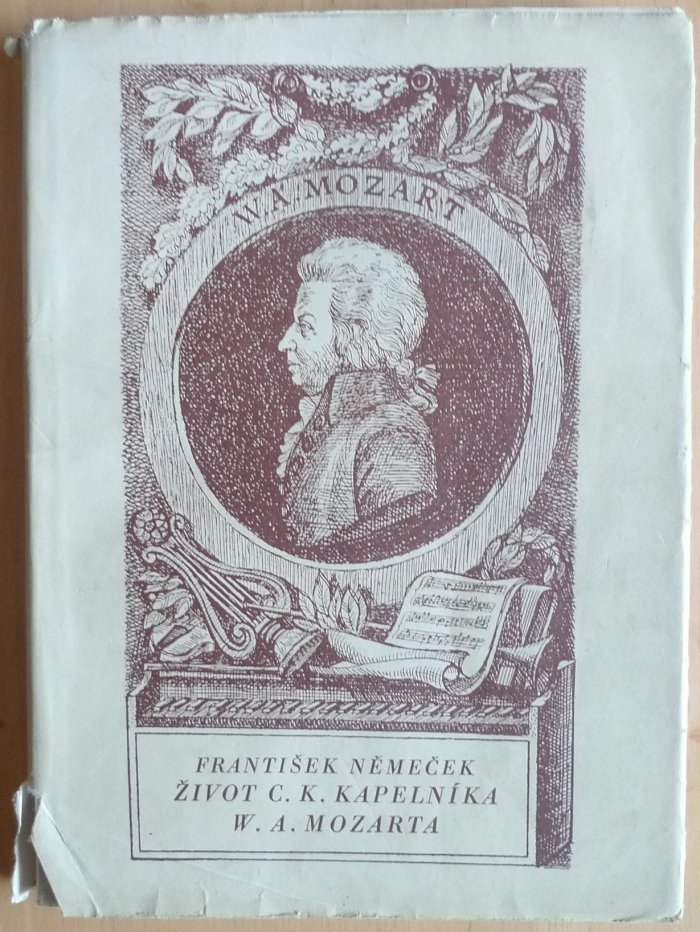 W.A.MOZART
FRANTIŠEK NĚMEČEK
ŽIVOT C. K. KAPELNÍKA
W. A. MOZARTA